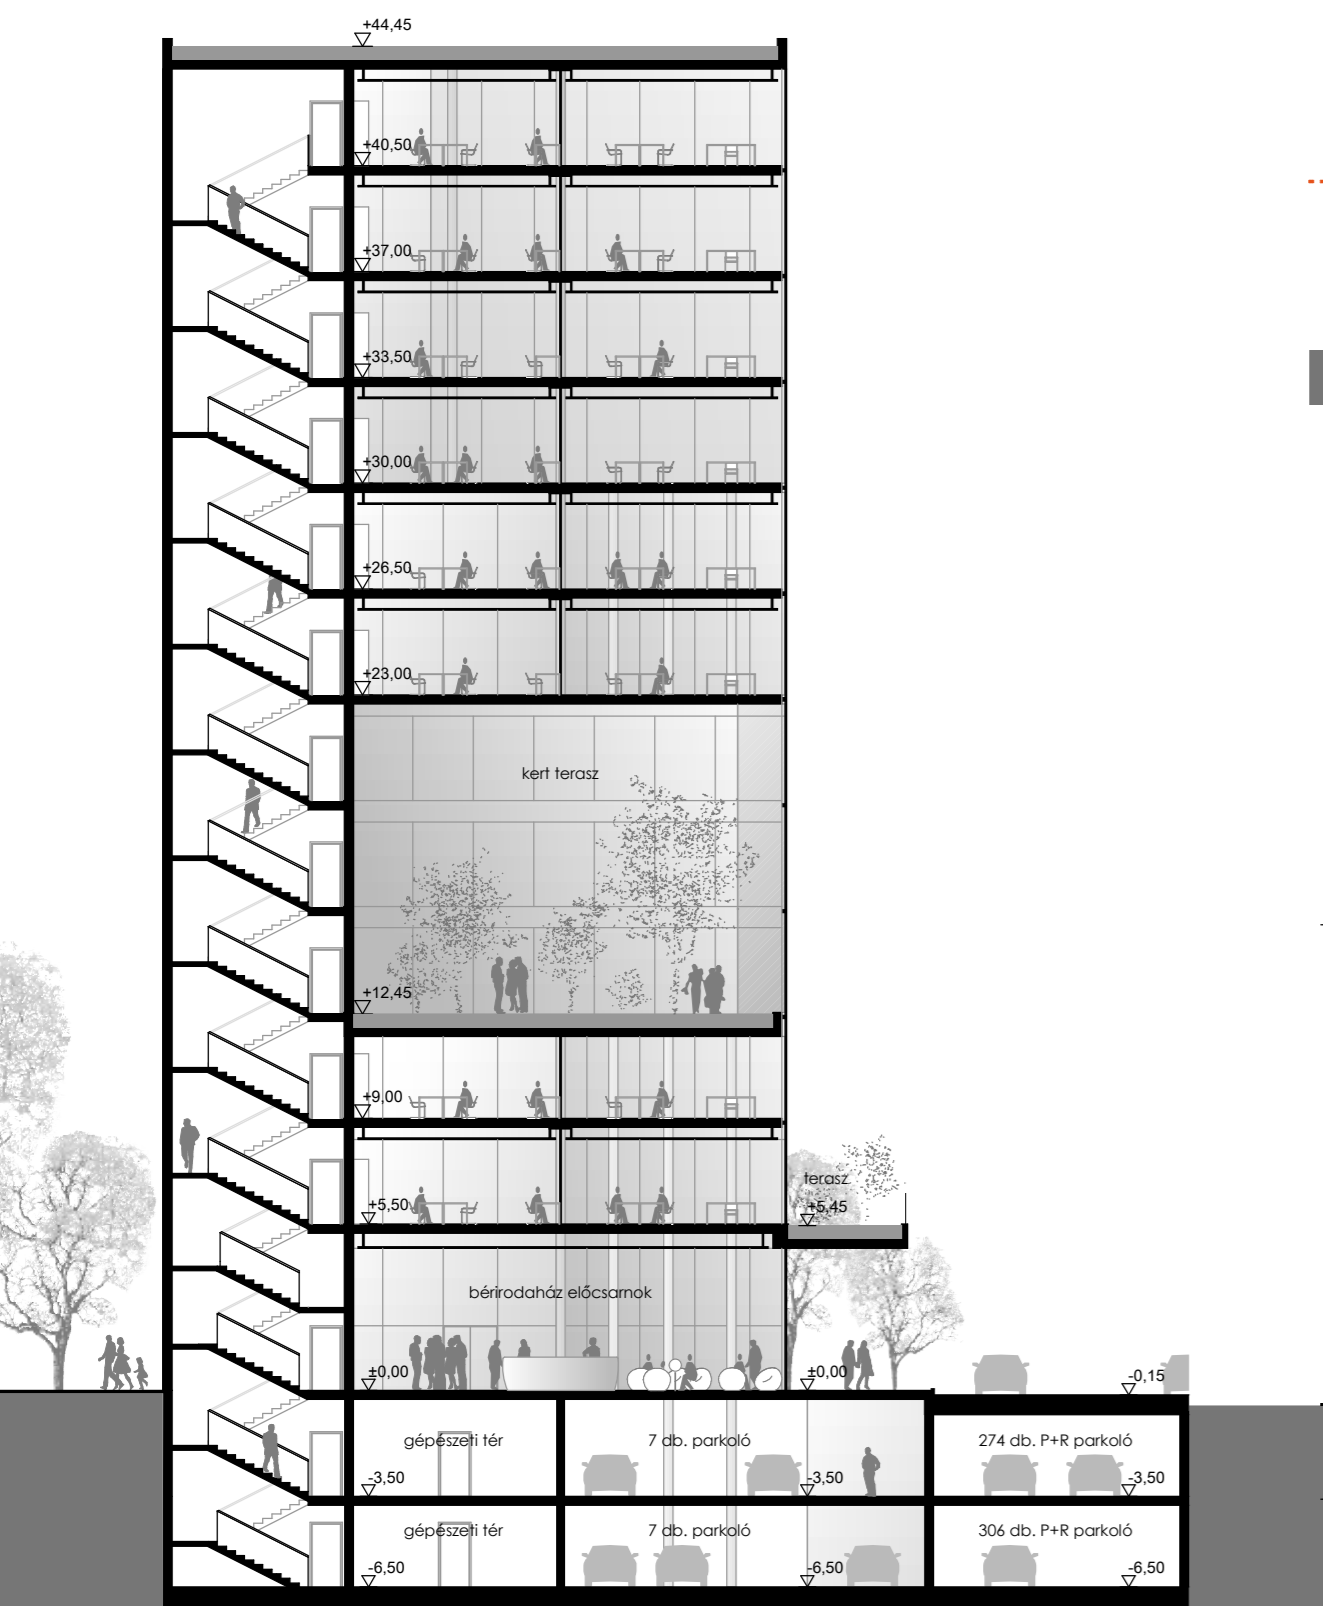 +44,45
+40,50
+37,00
+33,50
+30,00
+26,50
+23,00
kert terasz
+12,45
+9,00
terasz
+5,50
+5,45
bérirodaház előcsarnok
±0,00
±0,00
-0,15
gépészeti tér
7 db. parkoló
274 db. P+R parkoló
-3,50
-3,50
-3,50
gépészeti tér
7 db. parkoló
306 db. P+R parkoló
-6,50
-6,50
-6,50